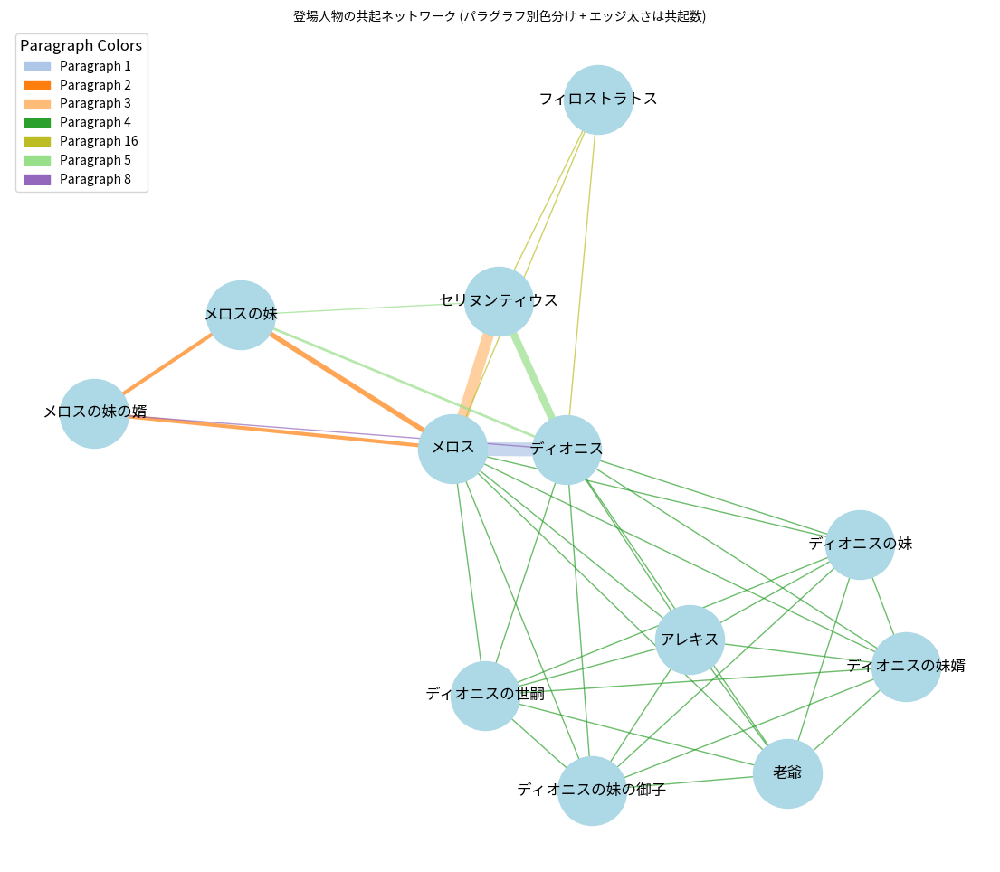 登場人物の共起ネットワーク (パラグラフ別色分け + エッジ太さは共起数)
Paragraph Colors
Paragraph 1
Paragraph 2
Paragraph 3
Paragraph 4
Paragraph 16
Paragraph 5
Paragraph 8
フィロストラトス
セリヌンティウス
メロスの妹
メロスの妹の婿
メロス
ディオニス
ディオニスの妹
アレキス
ディオニスの妹婿
ディオニスの世嗣
老爺
ディオニスの妹の御子